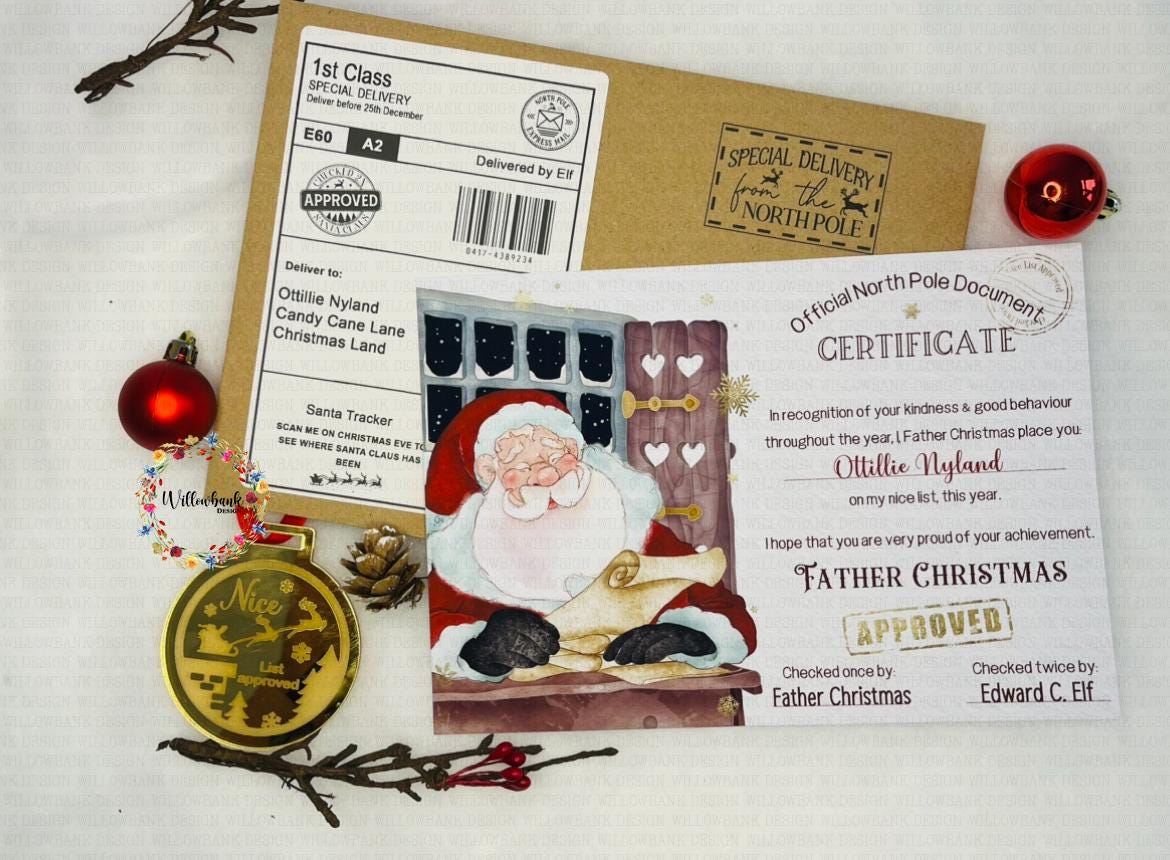 1st Class
SPECIAL DELIVERY
Deliver before 25th December
NORTH POLE
EXPRESS MAIL
E60 A2
Delivered by Elf
CHECKED 2X
APPROVED
SANTA CLAUS
0417-4389234
Deliver to:
Ottillie Nyland
Candy Cane Lane
Christmas Land
Santa Tracker
SCAN ME ON CHRISTMAS EVE TO
SEE WHERE SANTA CLAUS HAS
BEEN
SPECIAL DELIVERY
from the
NORTH POLE
Official North Pole Document
CERTIFICATE
In recognition of your kindness & good behaviour
throughout the year, I Father Christmas place you:
Ottillie Nyland
on my nice list, this year.
I hope that you are very proud of your achievement.
FATHER CHRISTMAS
APPROVED
Checked once by:
Father Christmas
Checked twice by:
Edward C. Elf
Willowbank
DESIGN
Nice
List
approved
WILLOWBANK DESIGN